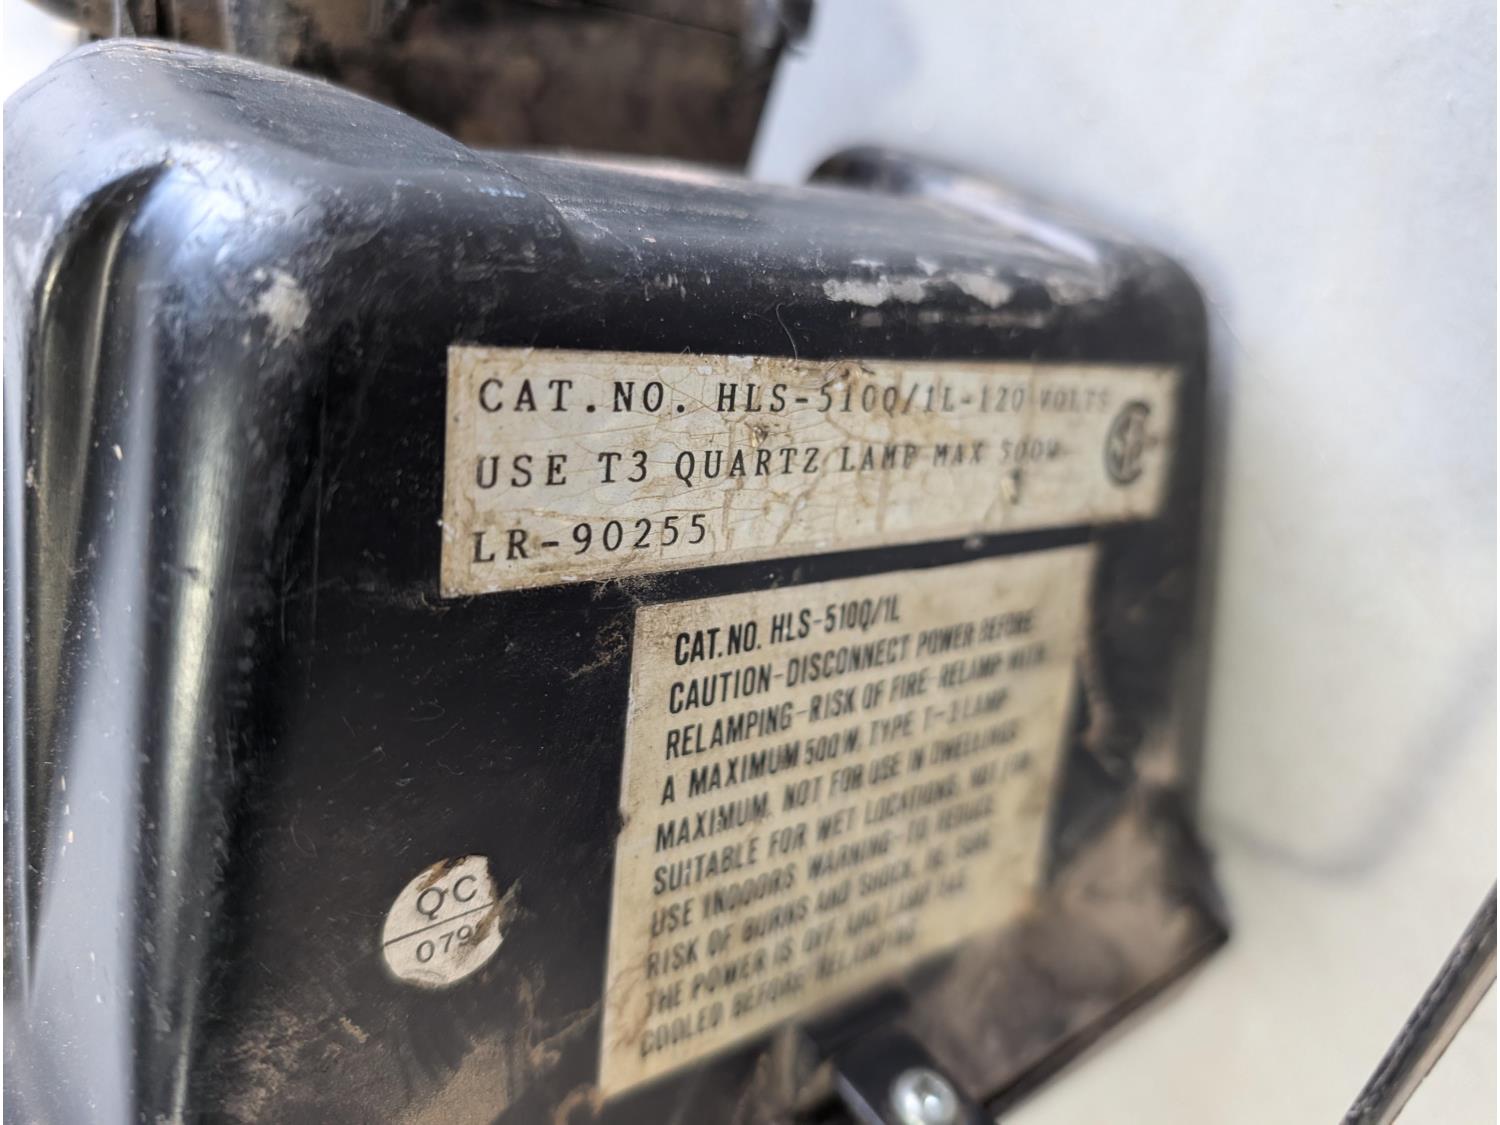 CAT.NO. HLS-510Q/1L-120 VOLTS
USE T3 QUARTZ LAMP MAX 500W
LR-90255
CAT.NO. HLS-510Q/1L
CAUTION-DISCONNECT POWER BEFORE
RELAMPING-RISK OF FIRE-RELAMP WITH
A MAXIMUM 500W. TYPE T-3 LAMP
MAXIMUM. NOT FOR USE IN DWELLINGS
SUITABLE FOR WET LOCATIONS. NOT FOR
USE INDOORS WARNING-TO REDUCE
RISK OF BURNS AND SHOCK, BE SURE
THE POWER IS OFF AND LAMP HAS
COOLED BEFORE RELAMPING
QC
079